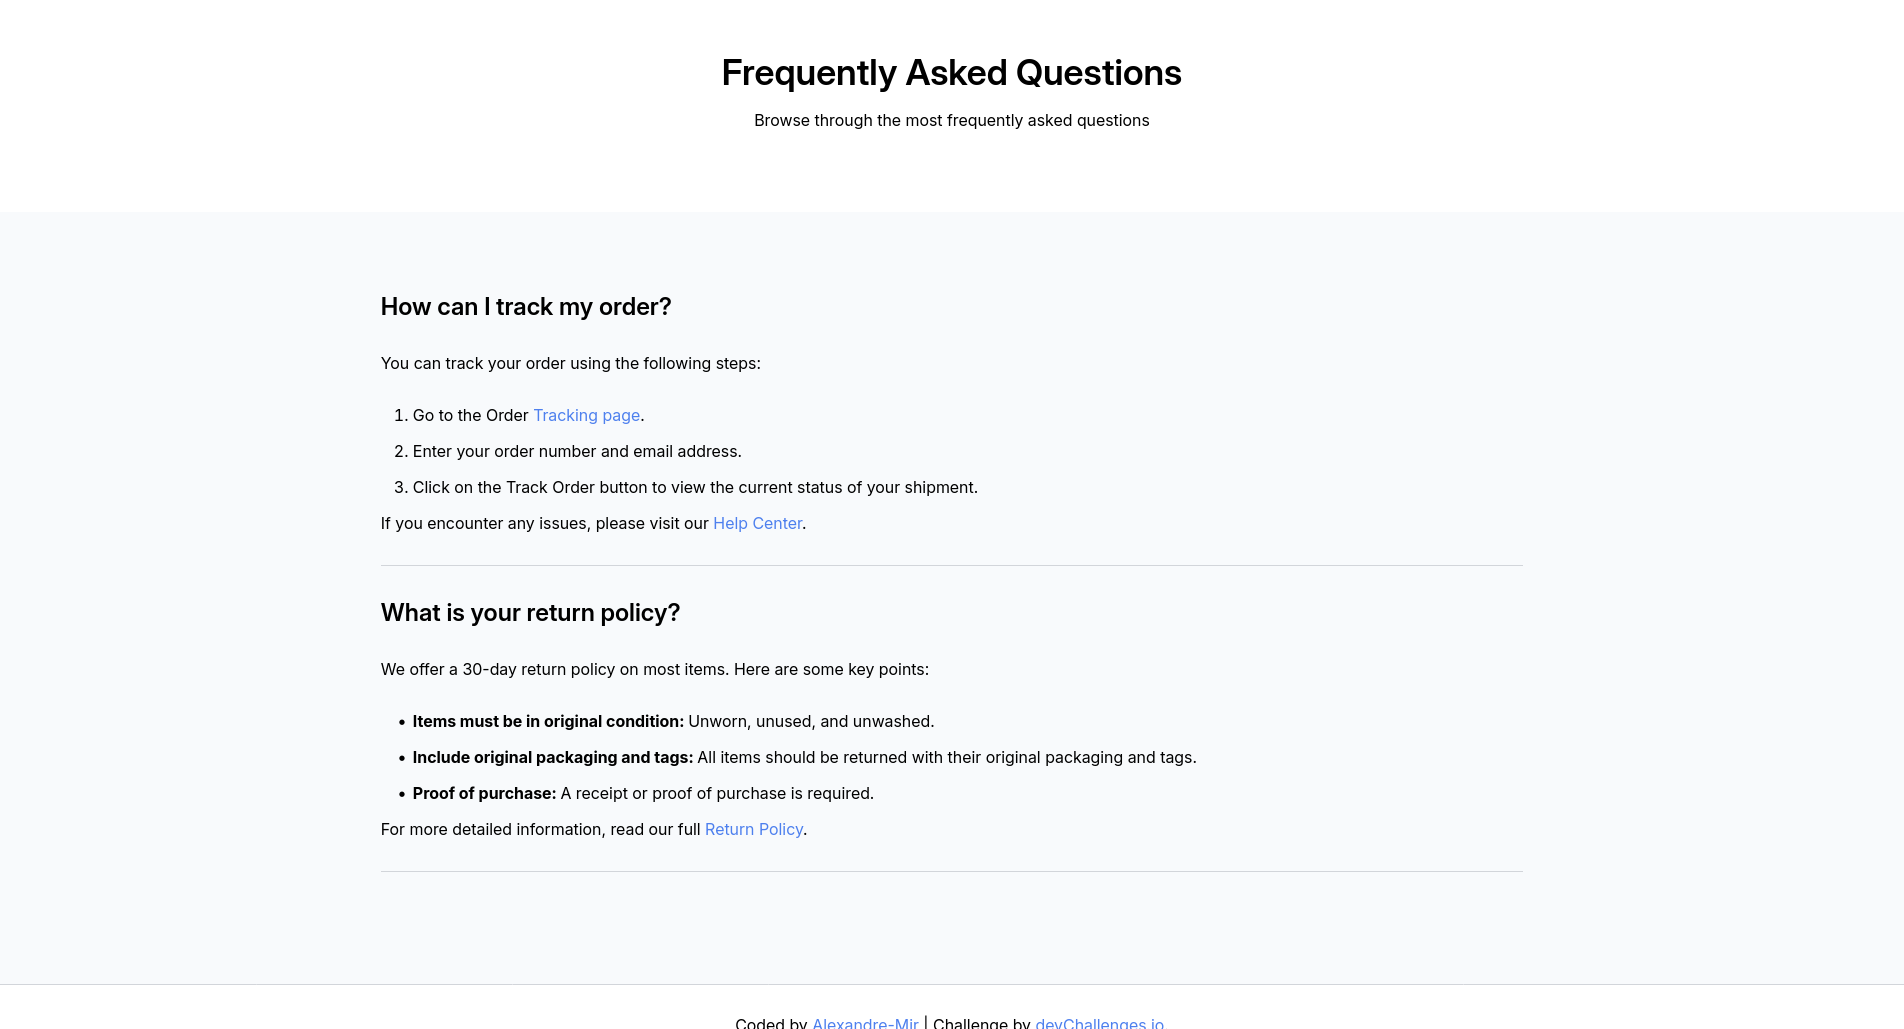 Frequently Asked Questions
Browse through the most frequently asked questions
How can I track my order?
You can track your order using the following steps:
1. Go to the Order Tracking page.
2. Enter your order number and email address.
3. Click on the Track Order button to view the current status of your shipment.
If you encounter any issues, please visit our Help Center.
What is your return policy?
We offer a 30-day return policy on most items. Here are some key points:
• Items must be in original condition: Unworn, unused, and unwashed.
• Include original packaging and tags: All items should be returned with their original packaging and tags.
• Proof of purchase: A receipt or proof of purchase is required.
For more detailed information, read our full Return Policy.
Coded by Alexandre-Mir | Challenge by devChallenges.io